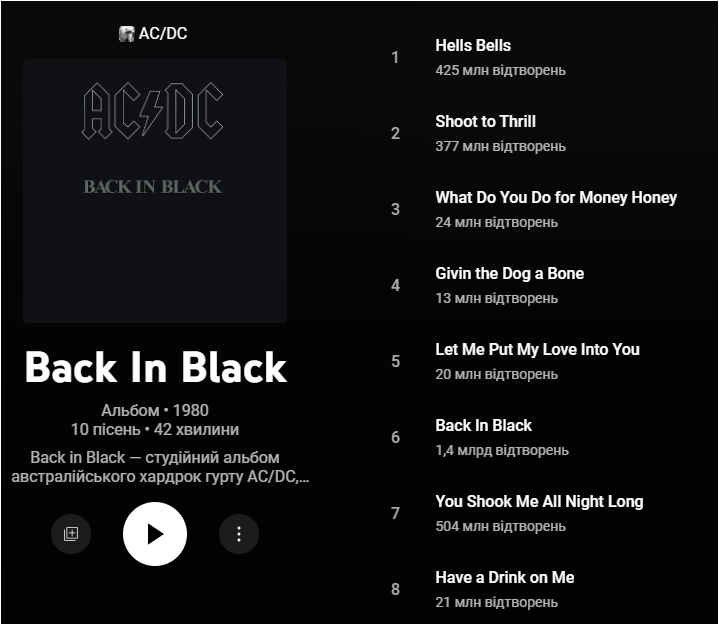 AC/DC
AC/DC
BACK IN BLACK
Back In Black
Альбом • 1980
10 пісень • 42 хвилини
Back in Black — студійний альбом
австралійського хардрок гурту AC/DC,...
1
Hells Bells
425 млн відтворень
2
Shoot to Thrill
377 млн відтворень
3
What Do You Do for Money Honey
24 млн відтворень
4
Givin the Dog a Bone
13 млн відтворень
5
Let Me Put My Love Into You
20 млн відтворень
6
Back In Black
1,4 млрд відтворень
7
You Shook Me All Night Long
504 млн відтворень
8
Have a Drink on Me
21 млн відтворень